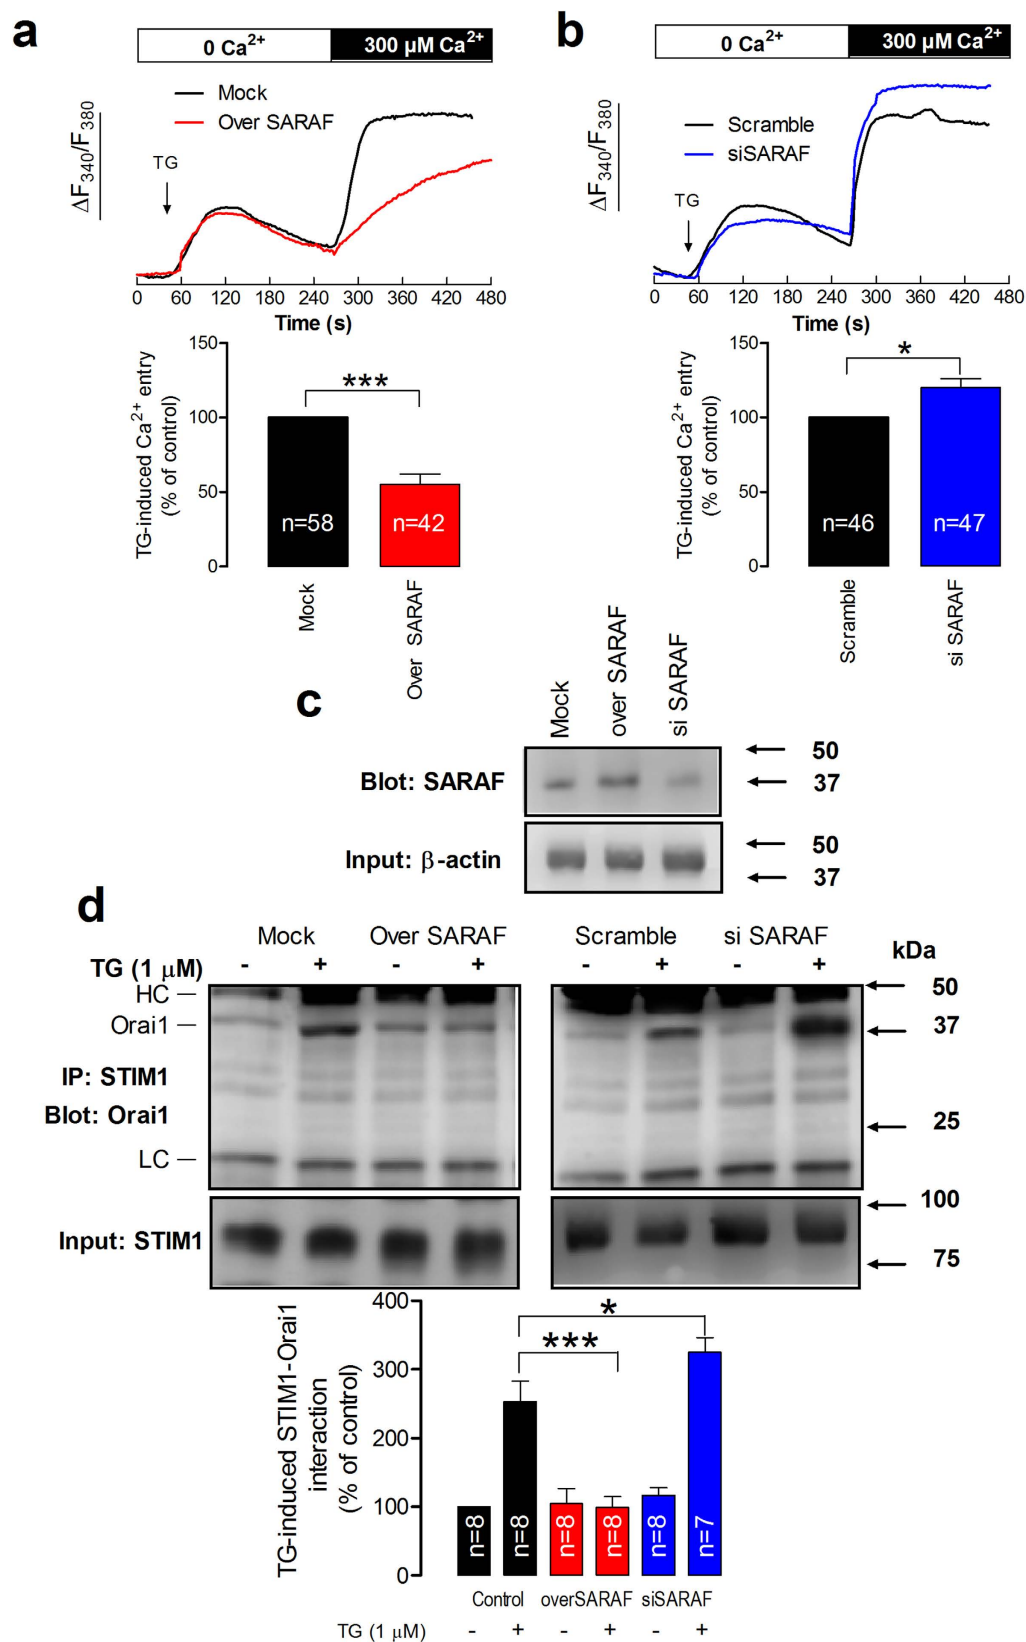 a
0 Ca2+ 300 µM Ca2+
Mock
Over SARAF
ΔF340/F380
TG
0 60 120 180 240 300 360 420 480
Time (s)
TG-induced Ca2+ entry
(% of control)
150
100
50
0
***
n=58
n=42
Mock
Over SARAF
b
0 Ca2+ 300 µM Ca2+
Scramble
siSARAF
ΔF340/F380
TG
0 60 120 180 240 300 360 420 480
Time (s)
TG-induced Ca2+ entry
(% of control)
150
100
50
0
*
n=46
n=47
Scramble
si SARAF
c
Mock
over SARAF
si SARAF
Blot: SARAF
50
37
Input: β-actin
50
37
d
Mock Over SARAF Scramble si SARAF
kDa
TG (1 µM) - + - + - + - +
HC
Orai1
IP: STIM1
Blot: Orai1
LC
50
37
25
Input: STIM1
100
75
TG-induced STIM1-Orai1
interaction
(% of control)
400
300
200
100
0
*
***
n=8
n=8
n=8
n=8
n=8
n=7
Control overSARAF siSARAF
TG (1 µM) - + - + - +